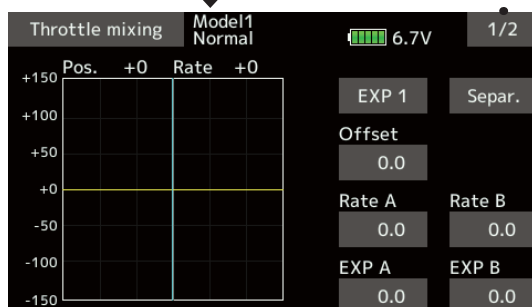 Throttle mixing
Model1
Normal
6.7V
1/2
Pos. +0 Rate +0
+150
+100
+50
+0
-50
-100
-150
EXP 1
Separ.
Offset
0.0
Rate A
Rate B
0.0
0.0
EXP A
EXP B
0.0
0.0